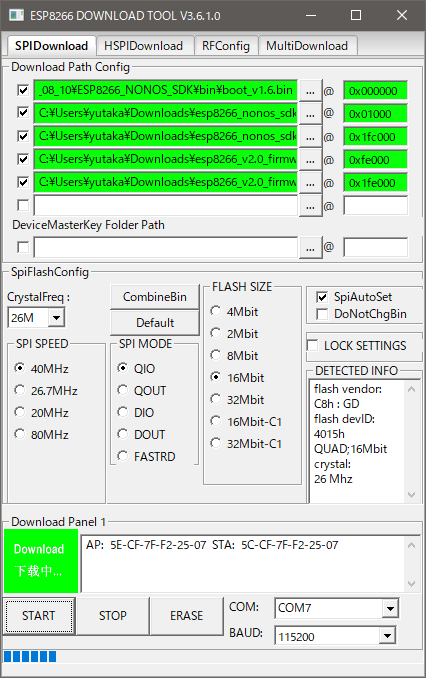 ESP8266 DOWNLOAD TOOL V3.6.1.0
SPIDownload HSPIDownload RFConfig MultiDownload
Download Path Config
_08_10¥ESP8266_NONOS_SDK¥bin¥boot_v1.6.bin ... @ 0x000000
C:¥Users¥yutaka¥Downloads¥esp8266_nonos_sdk ... @ 0x01000
C:¥Users¥yutaka¥Downloads¥esp8266_nonos_sdk ... @ 0x1fc000
C:¥Users¥yutaka¥Downloads¥esp8266_v2.0_firmw ... @ 0xfe000
C:¥Users¥yutaka¥Downloads¥esp8266_v2.0_firmw ... @ 0x1fe000
... @
DeviceMasterKey Folder Path
... @
SpiFlashConfig
CrystalFreq :
26M
CombineBin
Default
SPI SPEED
40MHz
26.7MHz
20MHz
80MHz
SPI MODE
QIO
QOUT
DIO
DOUT
FASTRD
FLASH SIZE
4Mbit
2Mbit
8Mbit
16Mbit
32Mbit
16Mbit-C1
32Mbit-C1
SpiAutoSet
DoNotChgBin
LOCK SETTINGS
DETECTED INFO
flash vendor:
C8h : GD
flash devID:
4015h
QUAD;16Mbit
crystal:
26 Mhz
Download Panel 1
Download
下载中...
AP: 5E-CF-7F-F2-25-07 STA: 5C-CF-7F-F2-25-07
START STOP ERASE
COM: COM7
BAUD: 115200